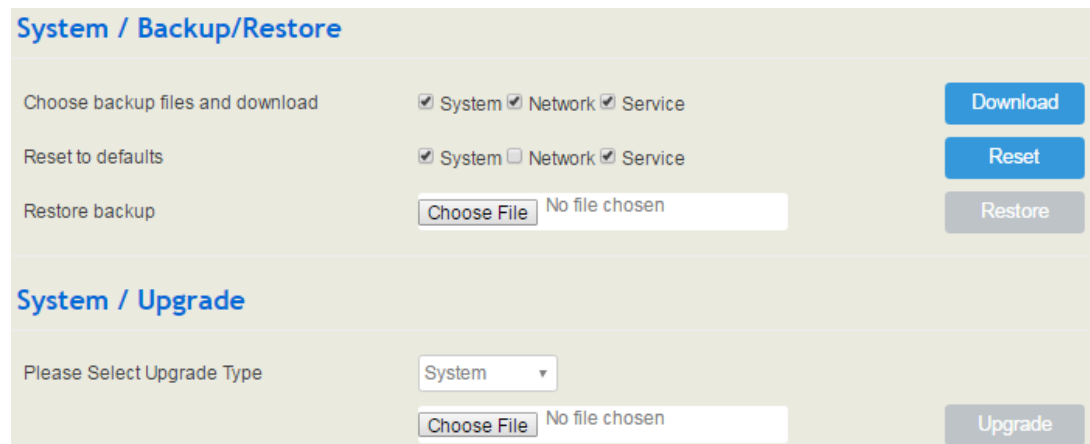 System / Backup/Restore
Choose backup files and download System Network Service Download
Reset to defaults System Network Service Reset
Restore backup Choose File No file chosen Restore
System / Upgrade
Please Select Upgrade Type System
Choose File No file chosen Upgrade